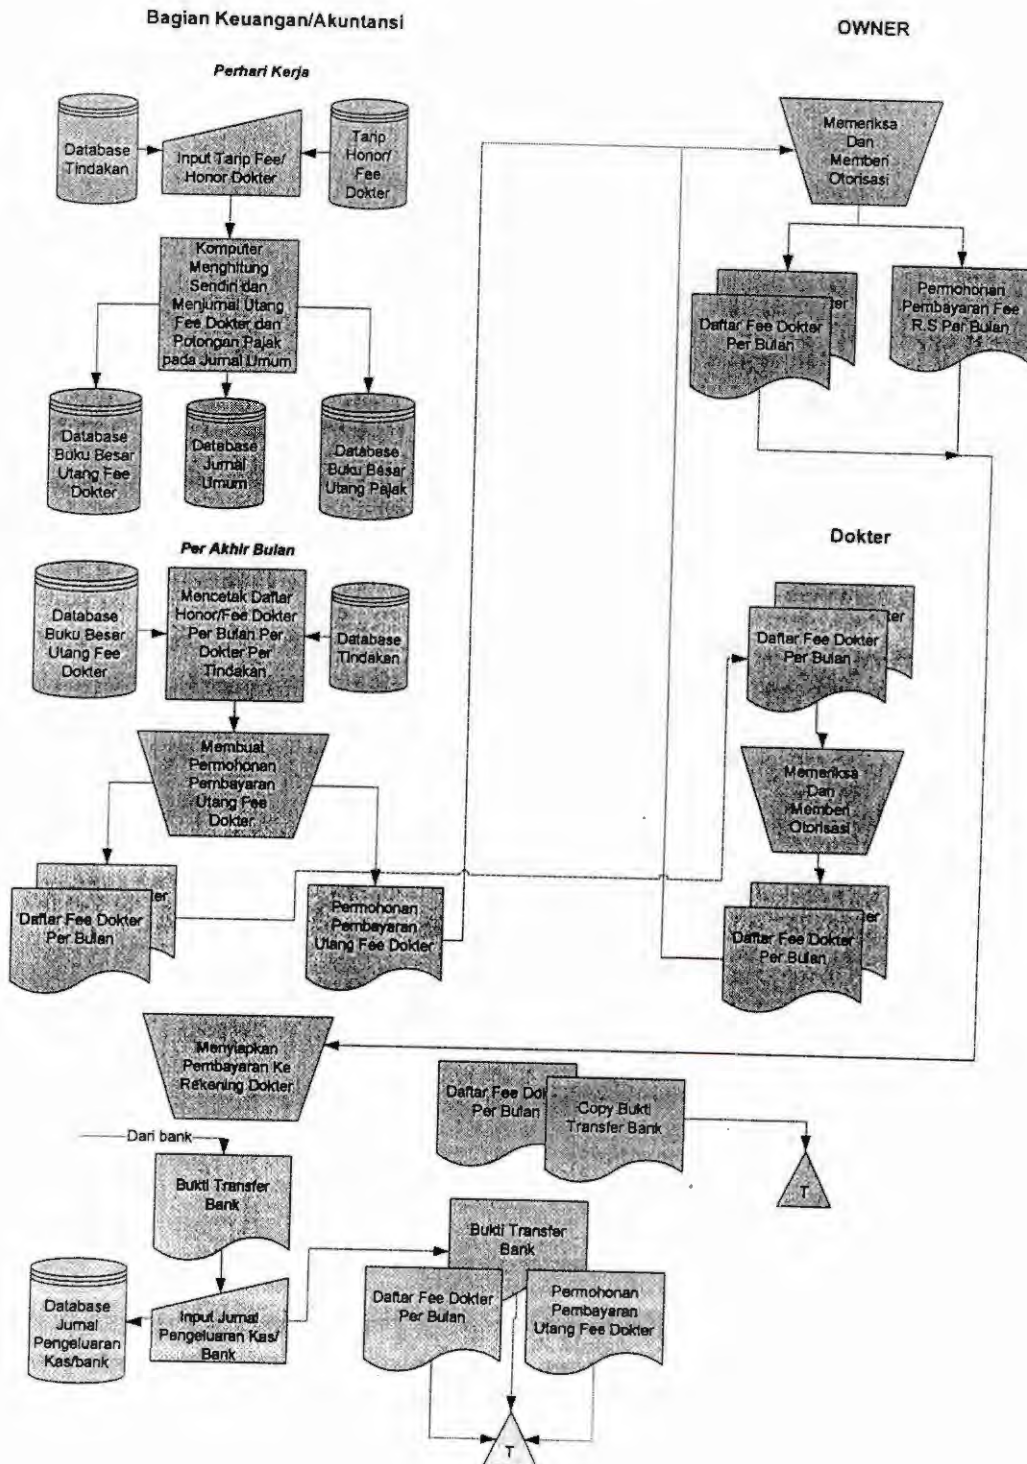 Bagian Keuangan/Akuntansi
OWNER
Perhari Kerja
Database
Tindakan
Input Tarip Fee/
Honor Dokter
Tarip
Honor/
Fee
Dokter
Memeriksa
Dan
Memberi
Otorisasi
Komputer
Menghitung
Sendiri dan
Menjurnal Utang
Fee Dokter dan
Potongan Pajak
pada Jurnal Umum
Daftar Fee Dokter
Per Bulan
Permohonan
Pembayaran Fee
R.S Per Bulan
Database
Buku Besar
Utang Fee
Dokter
Database
Jurnal
Umum
Database
Buku Besar
Utang Pajak
Per Akhir Bulan
Dokter
Database
Buku Besar
Utang Fee
Dokter
Mencetak Daftar
Honor/Fee Dokter
Per Bulan Per
Dokter Per
Tindakan
Database
Tindakan
Daftar Fee Dokter
Per Bulan
Membuat
Permohonan
Pembayaran
Utang Fee
Dokter
Memeriksa
Dan
Memberi
Otorisasi
ter
Daftar Fee Dokter
Per Bulan
Permohonan
Pembayaran
Utang Fee Dokter
Daftar Fee Dokter
Per Bulan
Menyiapkan
Pembayaran Ke
Rekening Dokter
Daftar Fee Dok
Per Bulan
Copy Bukti
Transfer Bank
T
Dari bank
Bukti Transfer
Bank
Bukti Transfer
Bank
Database
Jurnal
Pengeluaran
Kas/bank
Input Jurnal
Pengeluaran Kas/
Bank
Daftar Fee Dokter
Per Bulan
Permohonan
Pembayaran
Utang Fee Dokter
T